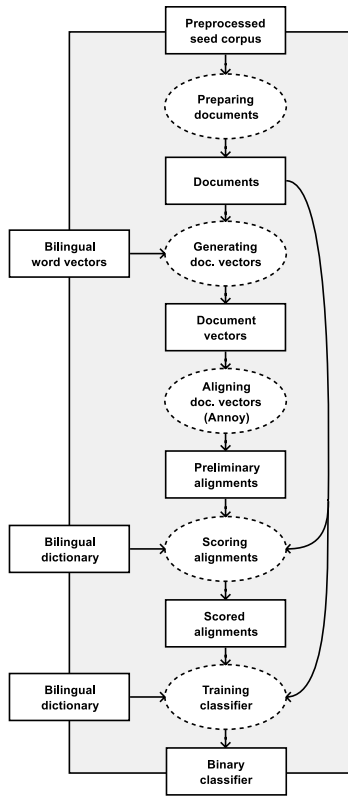 Preprocessed
seed corpus
Preparing
documents
Documents
Bilingual
word vectors
Generating
doc. vectors
Document
vectors
Aligning
doc. vectors
(Annoy)
Preliminary
alignments
Bilingual
dictionary
Scoring
alignments
Scored
alignments
Bilingual
dictionary
Training
classifier
Binary
classifier